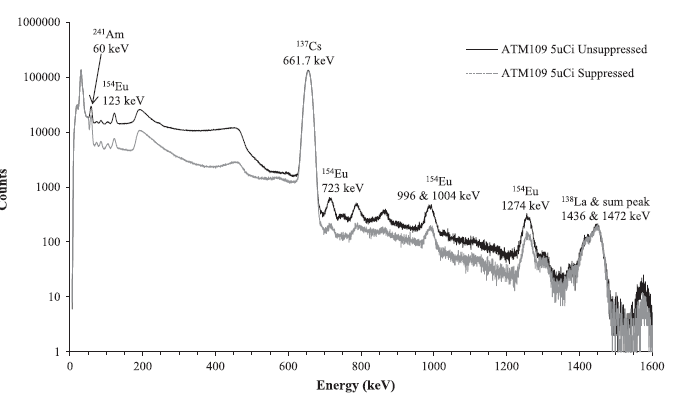 1000000
100000
10000
1000
100
10
1
Counts
241Am
60 keV
154Eu
123 keV
137Cs
661.7 keV
ATM109 5uCi Unsuppressed
ATM109 5uCi Suppressed
154Eu
723 keV
154Eu
996 & 1004 keV
154Eu
1274 keV
138La & sum peak
1436 & 1472 keV
0 200 400 600 800 1000 1200 1400 1600
Energy (keV)